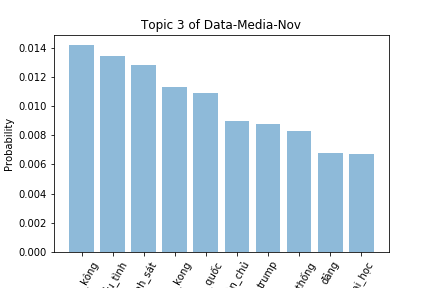 Topic 3 of Data-Media-Nov
Probability
0.014
0.012
0.010
0.008
0.006
0.004
0.002
0.000
kông
kong
quốc
trump
đảng